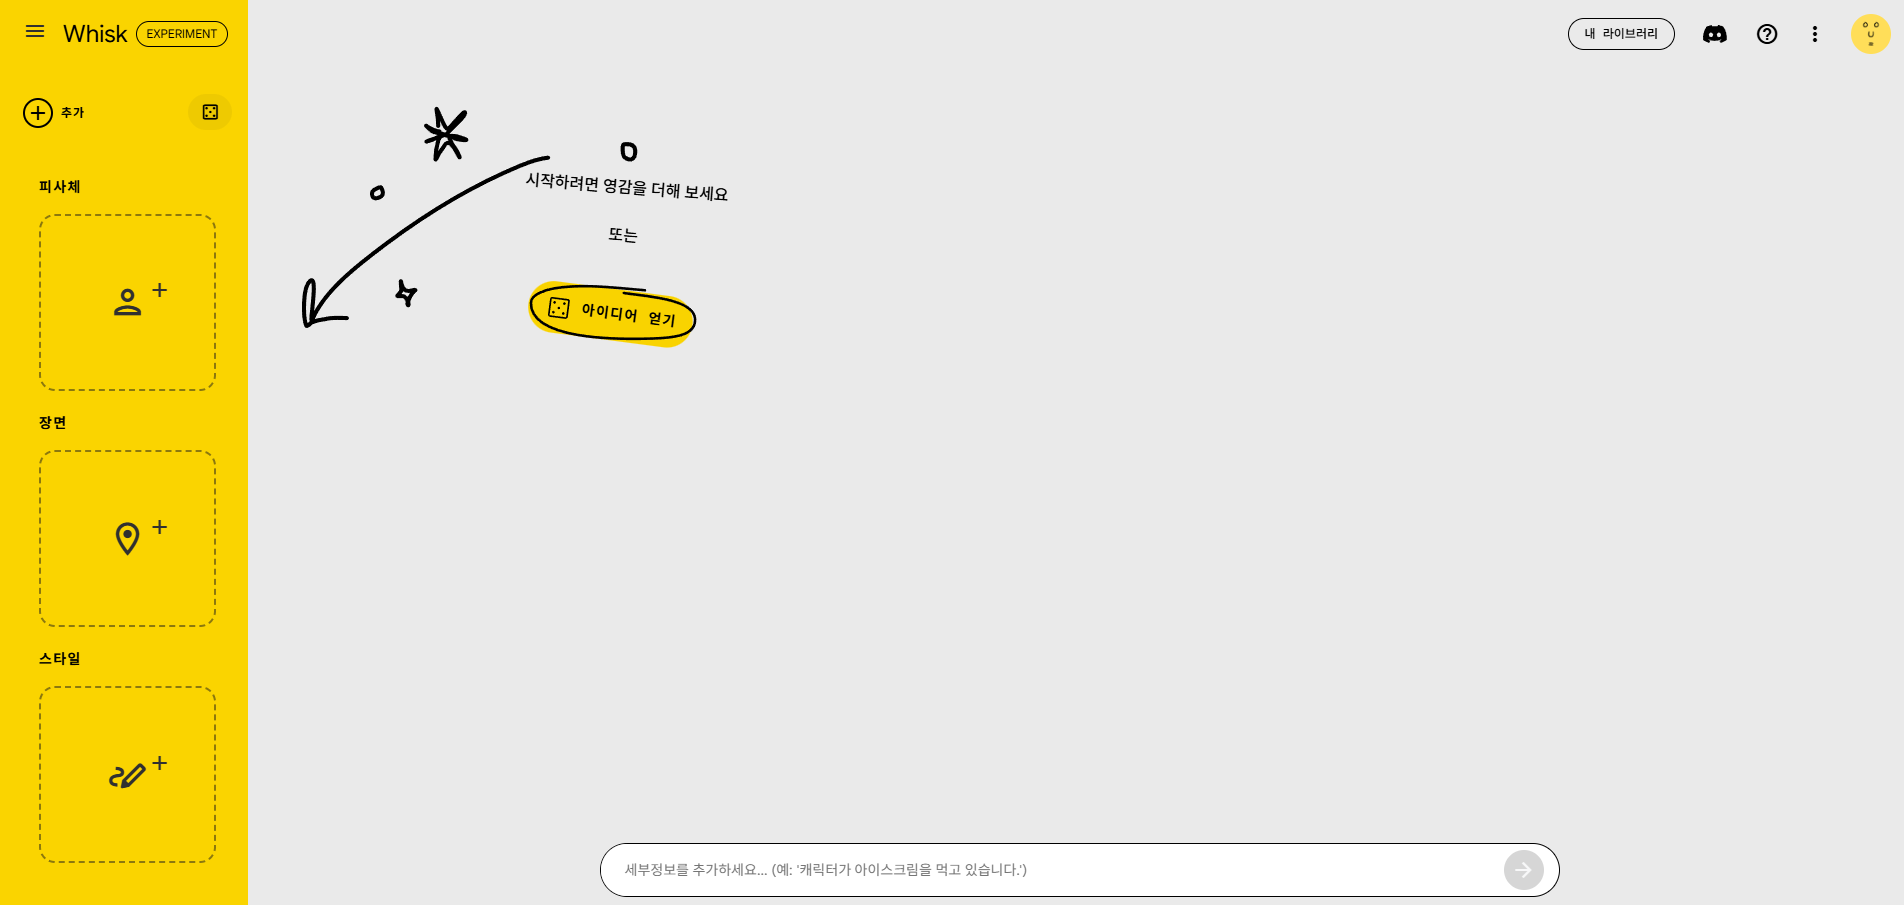 Whisk
EXPERIMENT
내 라이브러리
추가
피사체
장면
스타일
시작하려면 영감을 더해 보세요
또는
아이디어 얻기
세부정보를 추가하세요... (예: '캐릭터가 아이스크림을 먹고 있습니다.')